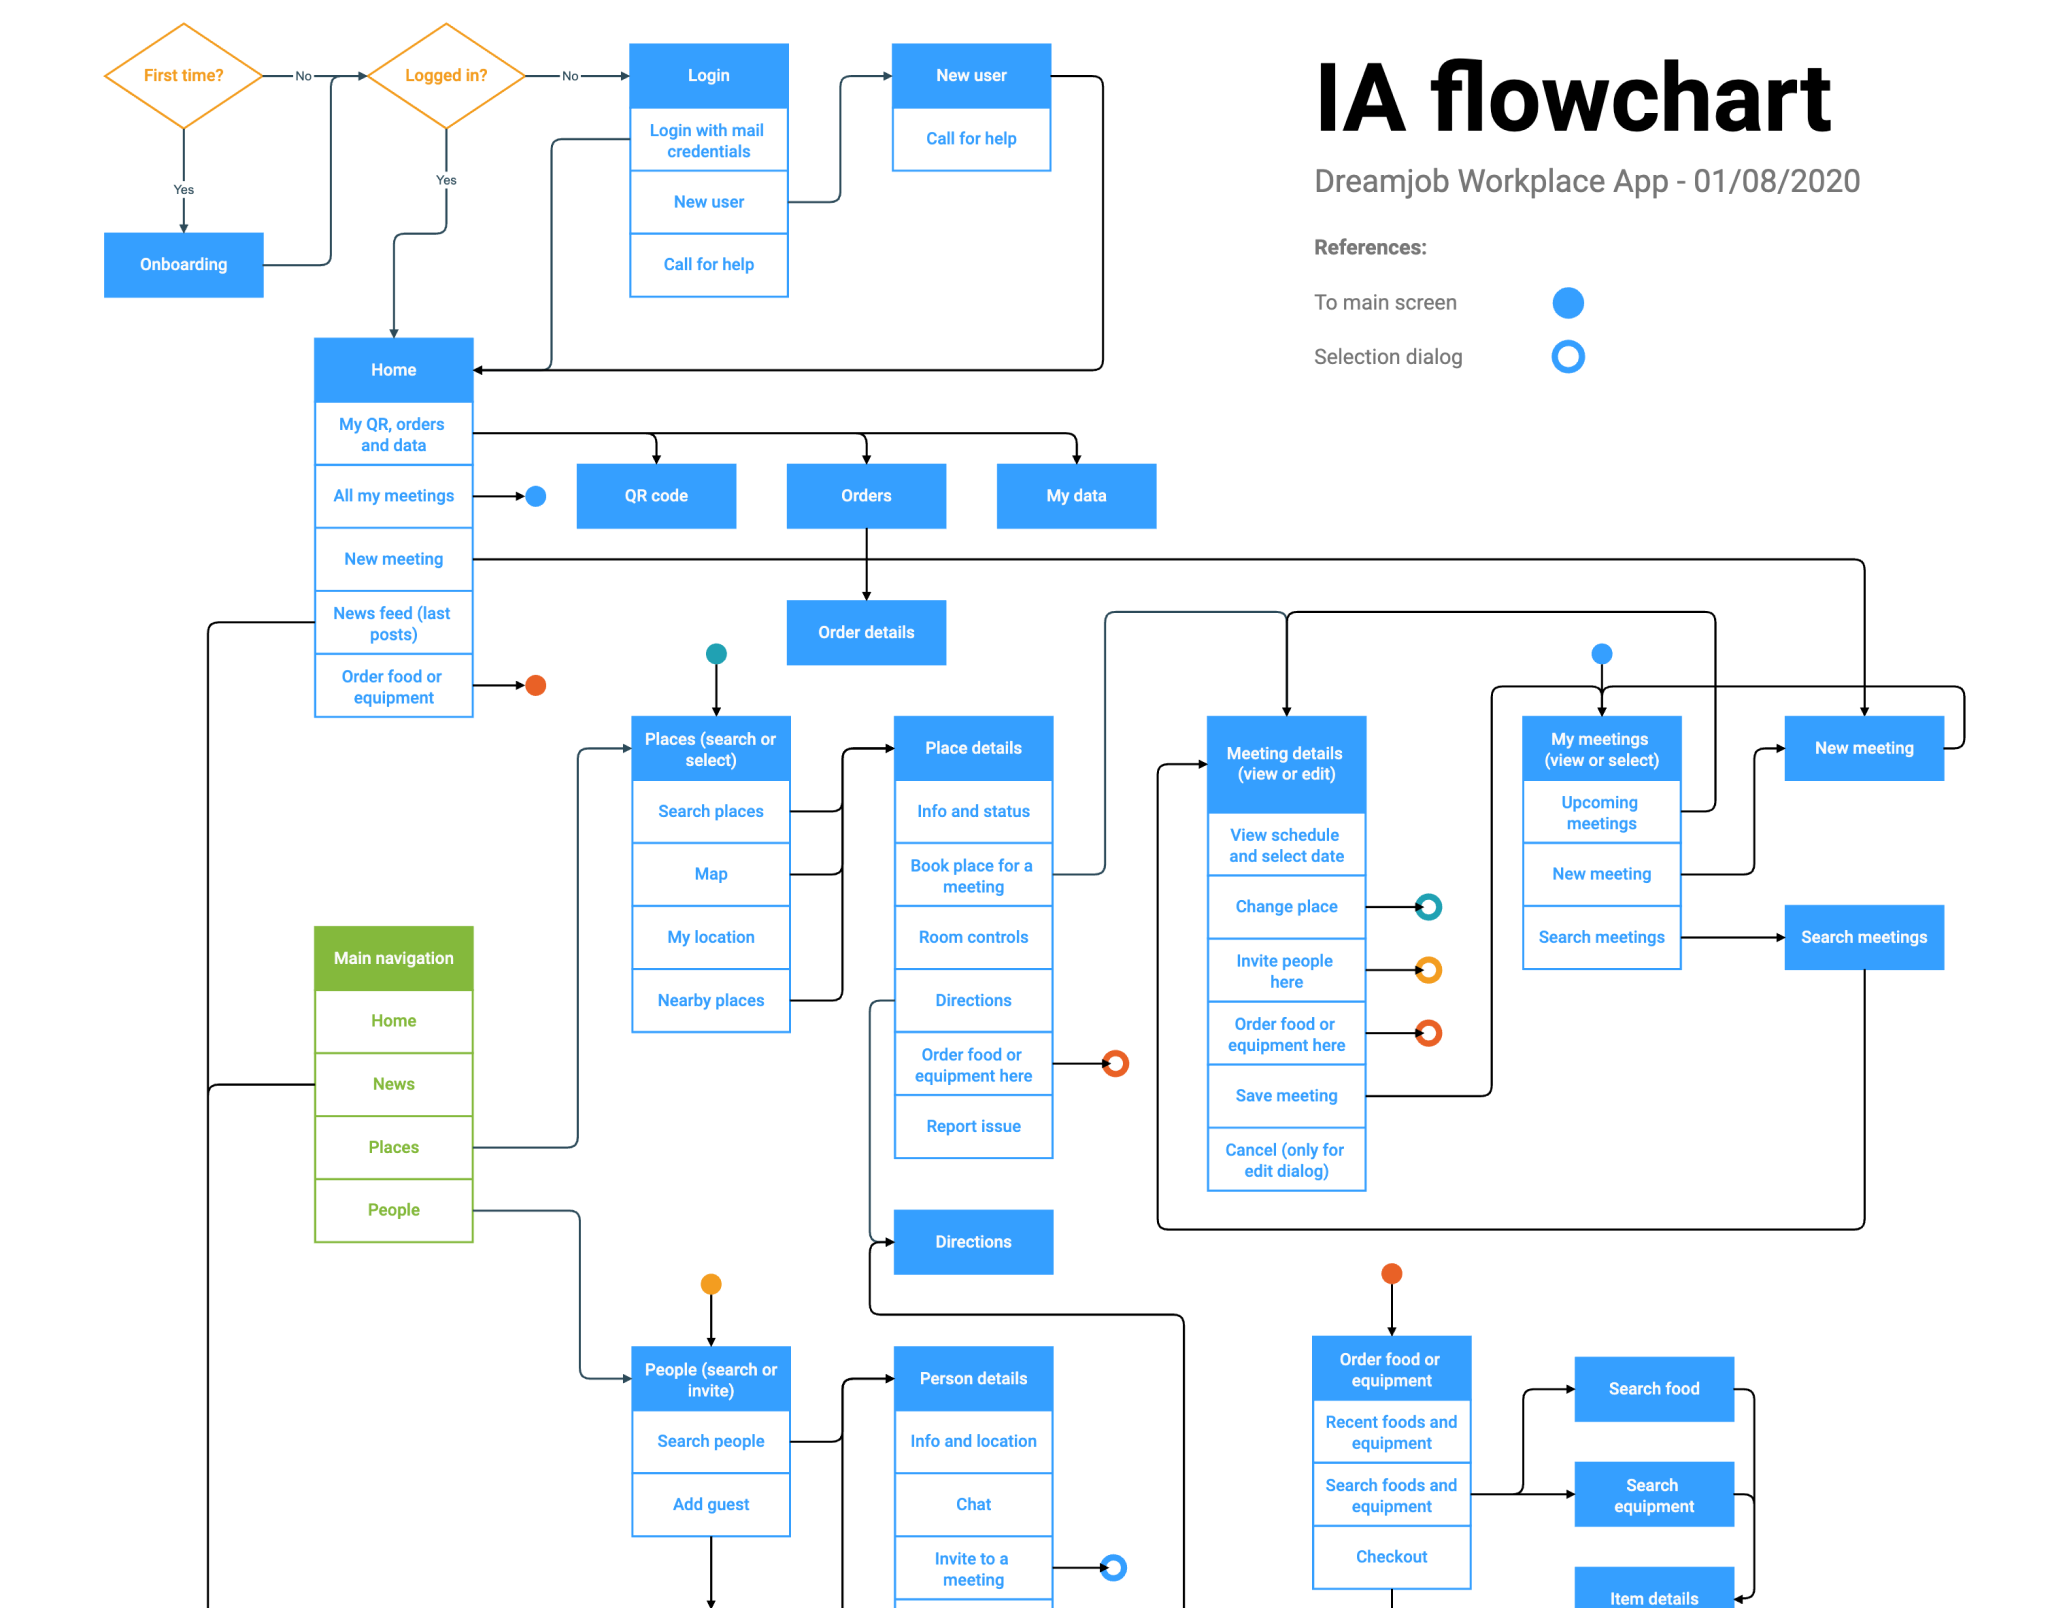 IA flowchart
Dreamjob Workplace App - 01/08/2020
References:
To main screen
Selection dialog
First time?
No
Logged in?
No
Yes
Yes
Onboarding
Login
Login with mail
credentials
New user
Call for help
New user
Call for help
Home
My QR, orders
and data
All my meetings
New meeting
News feed (last
posts)
Order food or
equipment
QR code
Orders
My data
Order details
Main navigation
Home
News
Places
People
Places (search or
select)
Search places
Map
My location
Nearby places
Place details
Info and status
Book place for a
meeting
Room controls
Directions
Order food or
equipment here
Report issue
Directions
Meeting details
(view or edit)
View schedule
and select date
Change place
Invite people
here
Order food or
equipment here
Save meeting
Cancel (only for
edit dialog)
My meetings
(view or select)
Upcoming
meetings
New meeting
Search meetings
New meeting
Search meetings
People (search or
invite)
Search people
Add guest
Person details
Info and location
Chat
Invite to a
meeting
Order food or
equipment
Recent foods and
equipment
Search foods and
equipment
Checkout
Search food
Search
equipment
Item details